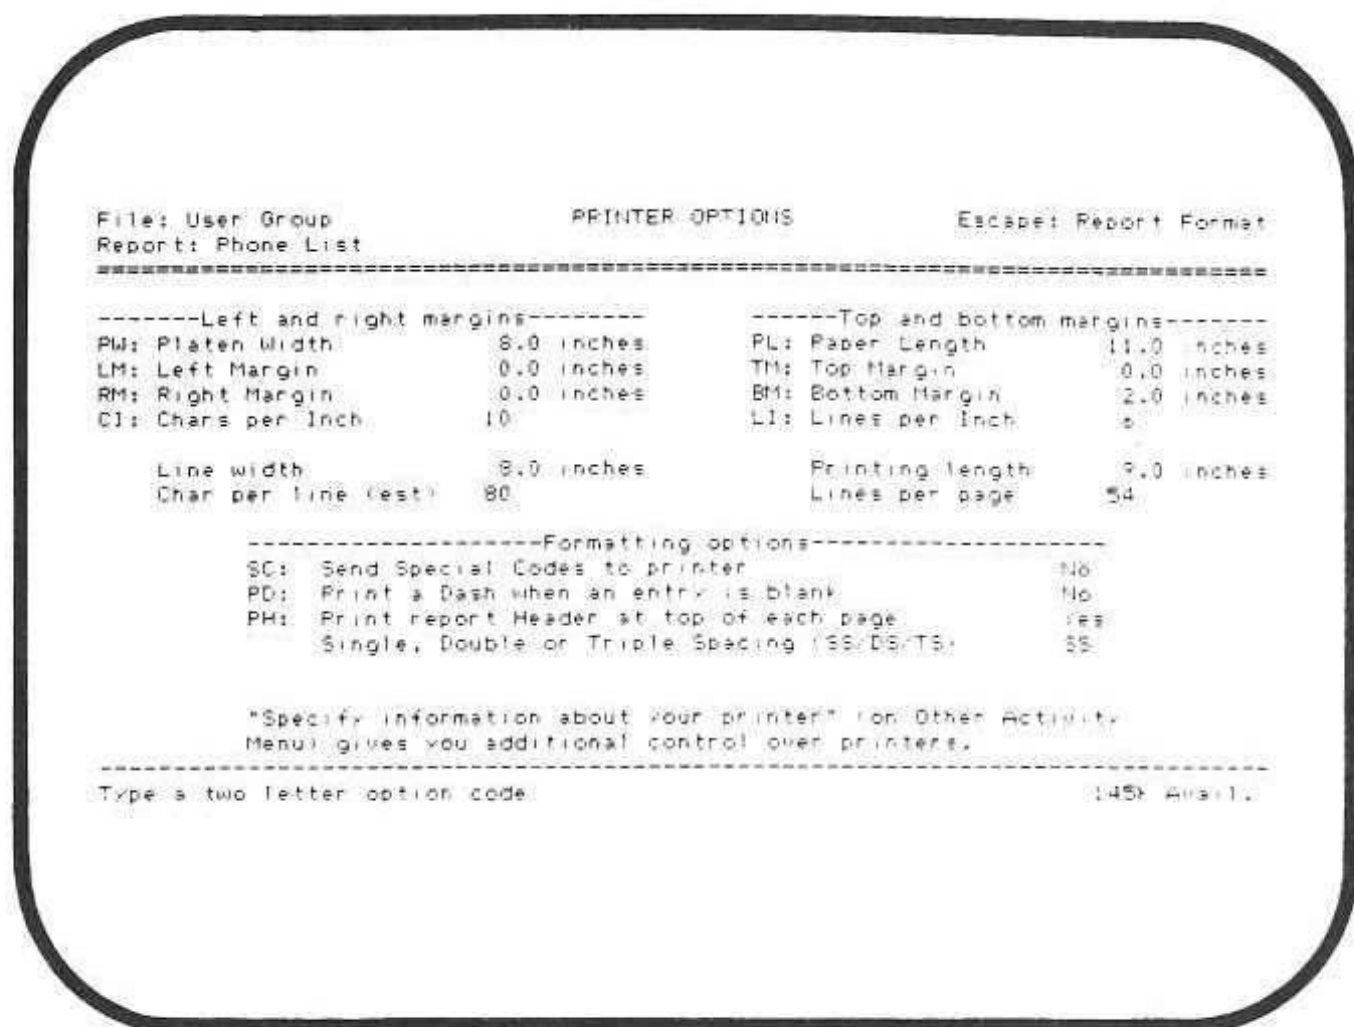 File: User Group PRINTER OPTIONS Escape: Report Format
Report: Phone List
================================================================================
-------Left and right margins-------- ------Top and bottom margins-------
PW: Platen Width 8.0 inches PL: Paper Length 11.0 inches
LM: Left Margin 0.0 inches TM: Top Margin 0.0 inches
RM: Right Margin 0.0 inches BM: Bottom Margin 2.0 inches
CI: Chars per Inch 10 LI: Lines per Inch 6
Line width 8.0 inches Printing length 9.0 inches
Char per line (est) 80 Lines per page 54
--------------------Formatting options--------------------
SC: Send Special Codes to printer No
PD: Print a Dash when an entry is blank No
PH: Print report Header at top of each page Yes
Single, Double or Triple Spacing (SS/DS/TS) SS
"Specify information about your printer" (on Other Activity
Menu) gives you additional control over printers.
--------------------------------------------------------------------------------
Type a two letter option code 145K Avail.